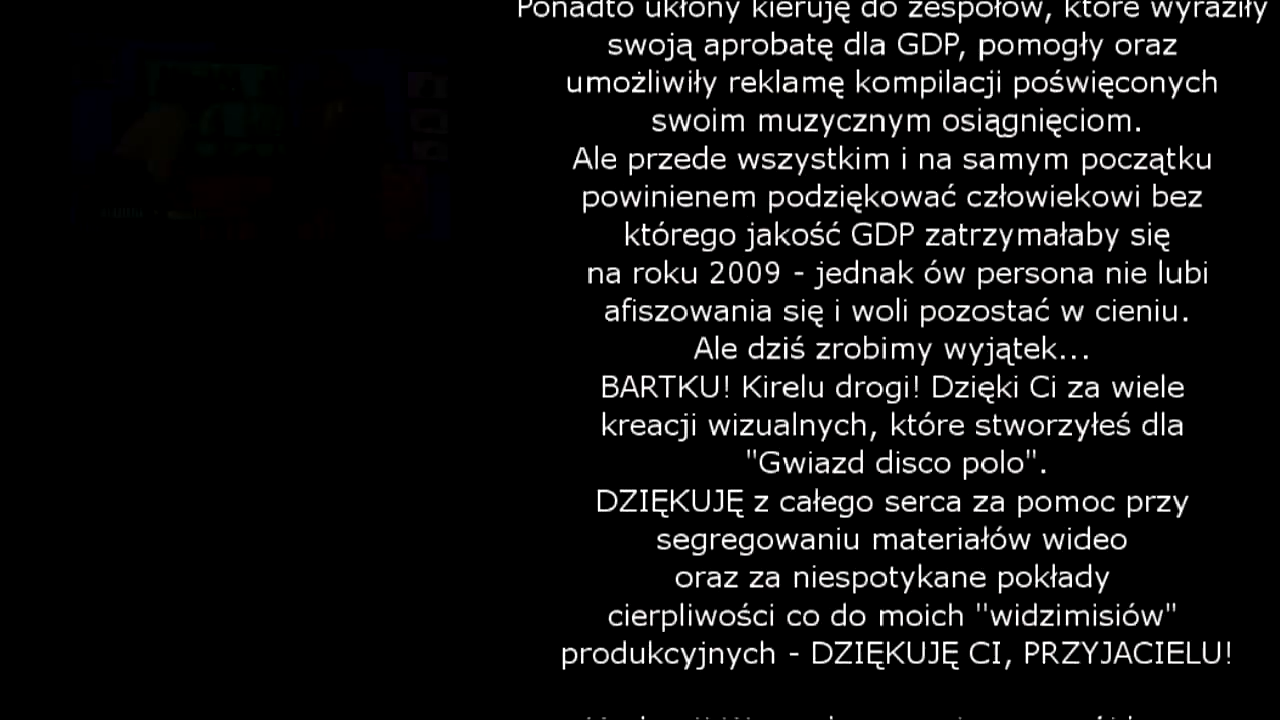 Ponadto ukłony kieruję do zespołów, które wyraziły
swoją aprobatę dla GDP, pomogły oraz
umożliwiły reklamę kompilacji poświęconych
swoim muzycznym osiągnięciom.
Ale przede wszystkim i na samym początku
powinienem podziękować człowiekowi bez
którego jakość GDP zatrzymałaby się
na roku 2009 - jednak ów persona nie lubi
afiszowania się i woli pozostać w cieniu.
Ale dziś zrobimy wyjątek...
BARTKU! Kirelu drogi! Dzięki Ci za wiele
kreacji wizualnych, które stworzyłeś dla
"Gwiazd disco polo".
DZIĘKUJĘ z całego serca za pomoc przy
segregowaniu materiałów wideo
oraz za niespotykane pokłady
cierpliwości co do moich "widzimisiów"
produkcyjnych - DZIĘKUJĘ CI, PRZYJACIELU!